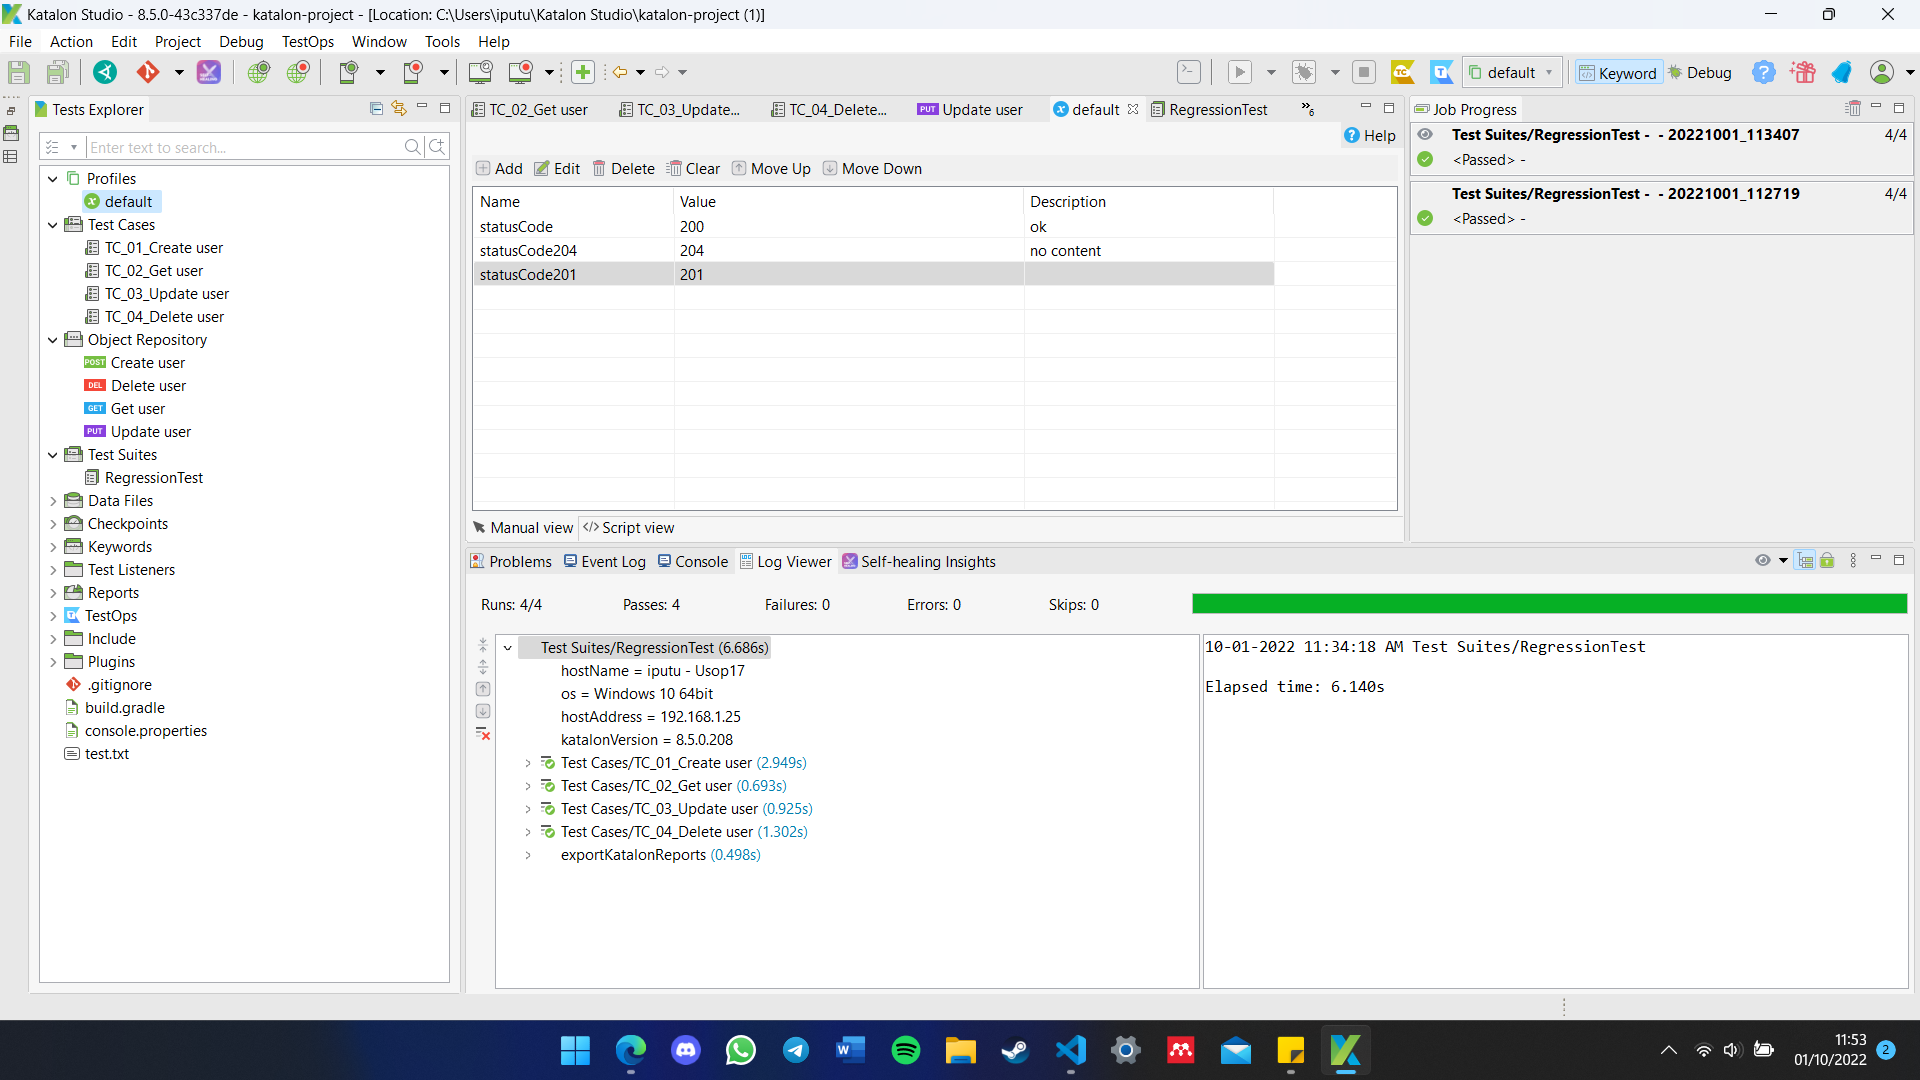 Katalon Studio - 8.5.0-43c337de - katalon-project - [Location: C:\Users\iputu\Katalon Studio\katalon-project (1)]
File Action Edit Project Debug TestOps Window Tools Help
default Keyword Debug
Tests Explorer
Enter text to search...
Profiles
default
Test Cases
TC_01_Create user
TC_02_Get user
TC_03_Update user
TC_04_Delete user
Object Repository
POST Create user
DEL Delete user
GET Get user
PUT Update user
Test Suites
RegressionTest
Data Files
Checkpoints
Keywords
Test Listeners
Reports
TestOps
Include
Plugins
.gitignore
build.gradle
console.properties
test.txt
TC_02_Get user TC_03_Update... TC_04_Delete... PUT Update user default RegressionTest »6
Help
Add Edit Delete Clear Move Up Move Down
Name Value Description
statusCode 200 ok
statusCode204 204 no content
statusCode201 201
Manual view Script view
Job Progress
Test Suites/RegressionTest - - 20221001_113407 4/4
<Passed> -
Test Suites/RegressionTest - - 20221001_112719 4/4
<Passed> -
Problems Event Log Console Log Viewer Self-healing Insights
Runs: 4/4 Passes: 4 Failures: 0 Errors: 0 Skips: 0
Test Suites/RegressionTest (6.686s)
hostName = iputu - Usop17
os = Windows 10 64bit
hostAddress = 192.168.1.25
katalonVersion = 8.5.0.208
Test Cases/TC_01_Create user (2.949s)
Test Cases/TC_02_Get user (0.693s)
Test Cases/TC_03_Update user (0.925s)
Test Cases/TC_04_Delete user (1.302s)
exportKatalonReports (0.498s)
10-01-2022 11:34:18 AM Test Suites/RegressionTest
Elapsed time: 6.140s
11:53
01/10/2022
2